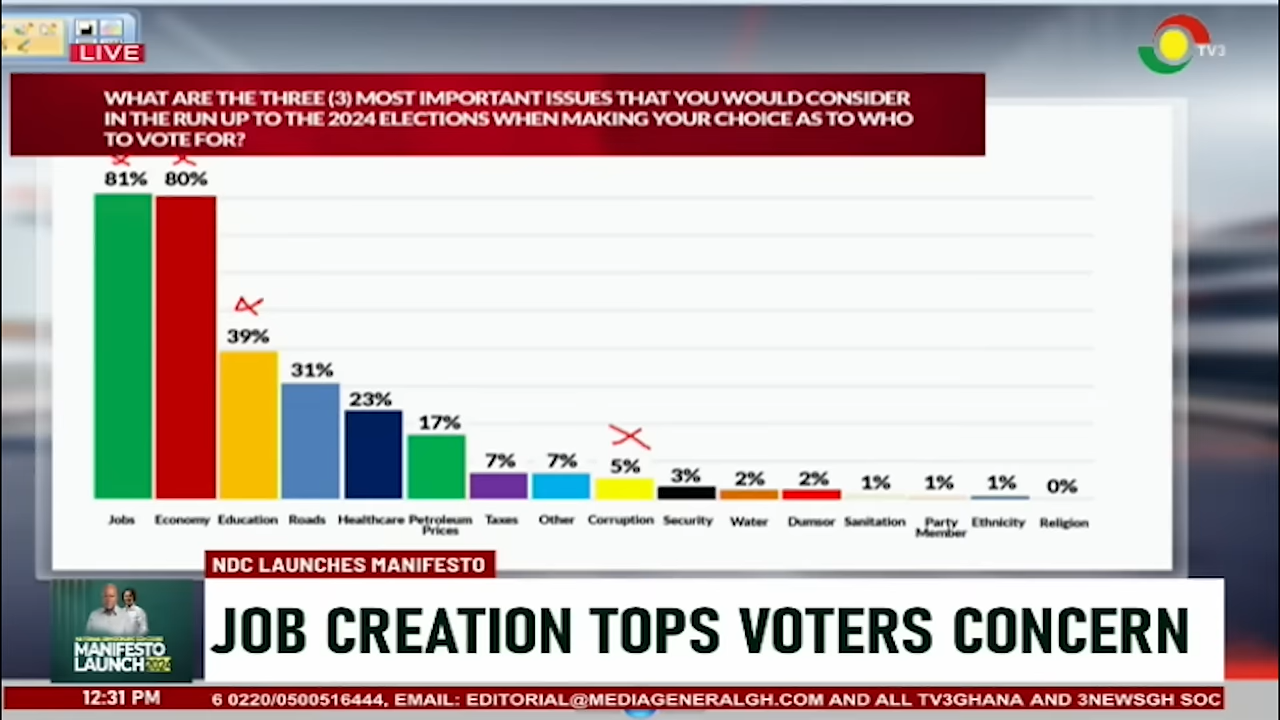 LIVE
TV3
WHAT ARE THE THREE (3) MOST IMPORTANT ISSUES THAT YOU WOULD CONSIDER
IN THE RUN UP TO THE 2024 ELECTIONS WHEN MAKING YOUR CHOICE AS TO WHO
TO VOTE FOR?
81% 80%
39%
31%
23%
17%
7% 7% 5% 3% 2% 2% 1% 1% 1% 0%
Jobs Economy Education Roads Healthcare Petroleum Taxes Other Corruption Security Water Dumsor Sanitation Party Ethnicity Religion
Prices Member
NDC LAUNCHES MANIFESTO
JOB CREATION TOPS VOTERS CONCERN
MANIFESTO
LAUNCH 2024
12:31 PM 6 0220/0500516444, EMAIL: EDITORIAL@MEDIAGENERALGH.COM AND ALL TV3GHANA AND 3NEWSGH SOC